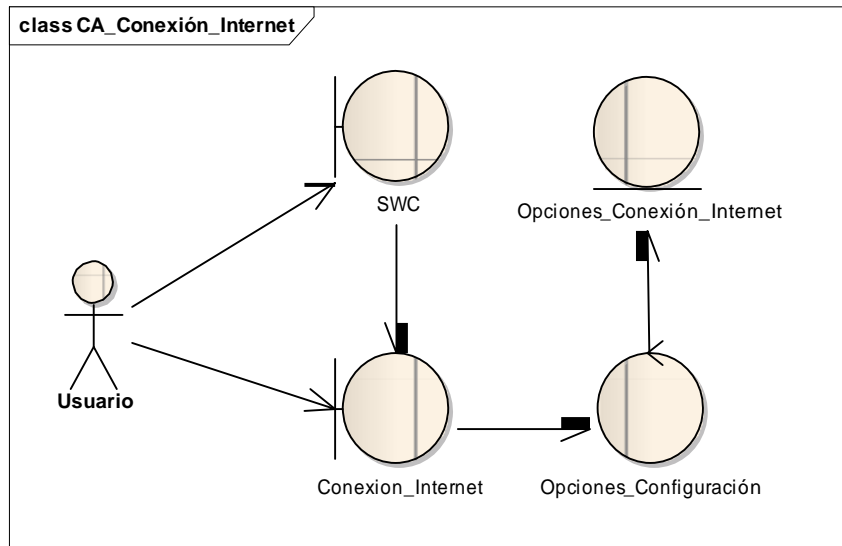 class CA_Conexión_Internet
SWC
Opciones_Conexión_Internet
Usuario
Conexion_Internet
Opciones_Configuración